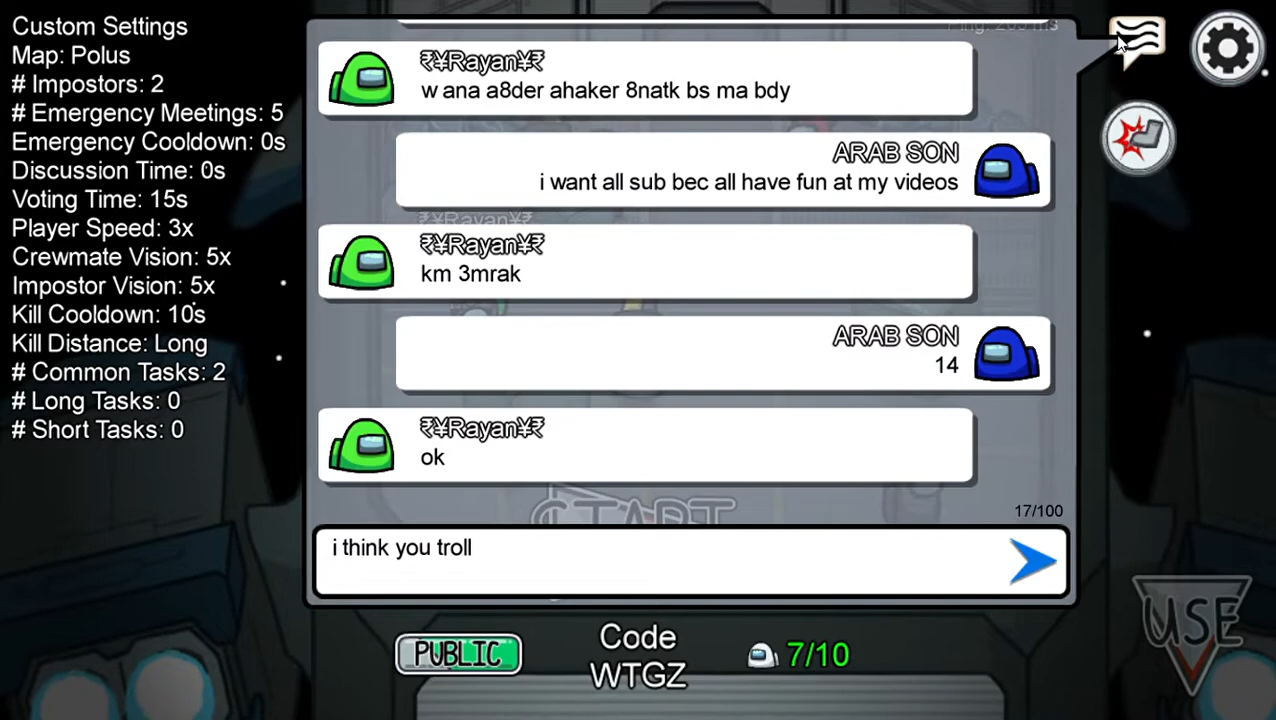 Custom Settings
Map: Polus
# Impostors: 2
# Emergency Meetings: 5
Emergency Cooldown: 0s
Discussion Time: 0s
Voting Time: 15s
Player Speed: 3x
Crewmate Vision: 5x
Impostor Vision: 5x
Kill Cooldown: 10s
Kill Distance: Long
# Common Tasks: 2
# Long Tasks: 0
# Short Tasks: 0
₹¥Rayan¥₹
w ana a8der ahaker 8natk bs ma bdy
ARAB SON
i want all sub bec all have fun at my videos
₹¥Rayan¥₹
₹¥Rayan¥₹
km 3mrak
ARAB SON
14
₹¥Rayan¥₹
ok
START
17/100
i think you troll
PUBLIC
Code
WTGZ
7/10
USE